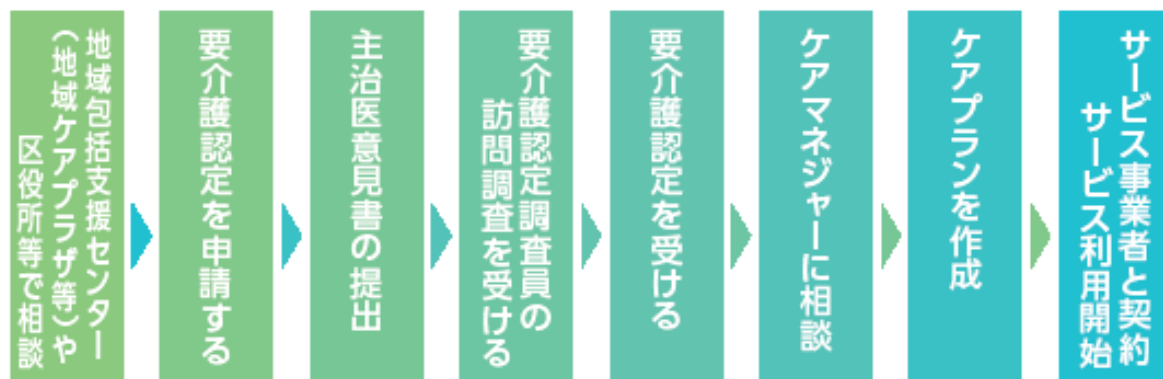 地域包括支援センター
（地域ケアプラザ等）や
区役所等で相談
要介護認定を申請する
主治医意見書の提出
要介護認定調査員の
訪問調査を受ける
要介護認定を受ける
ケアマネジャーに相談
ケアプランを作成
サービス事業者と契約
サービス利用開始